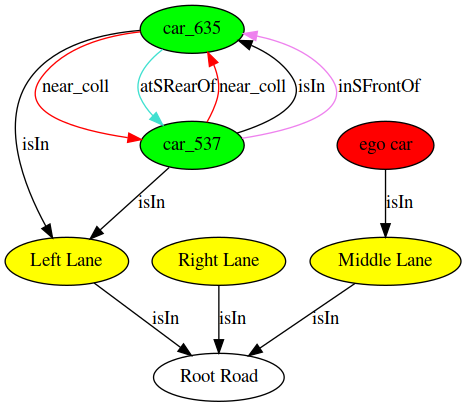 car_635
near_coll
atSRearOf
near_coll
isIn
inSFrontOf
isIn
car_537
ego car
isIn
isIn
Left Lane
Right Lane
Middle Lane
isIn
isIn
isIn
Root Road